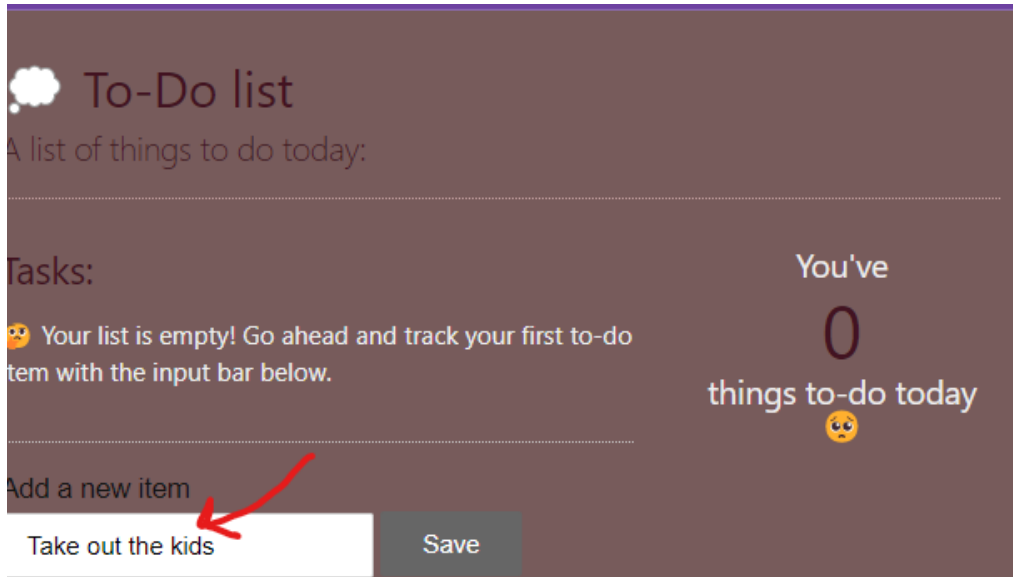 To-Do list
A list of things to do today:
Tasks:
🤔 Your list is empty! Go ahead and track your first to-do
item with the input bar below.
You've
0
things to-do today
🥺
Add a new item
Take out the kids
Save